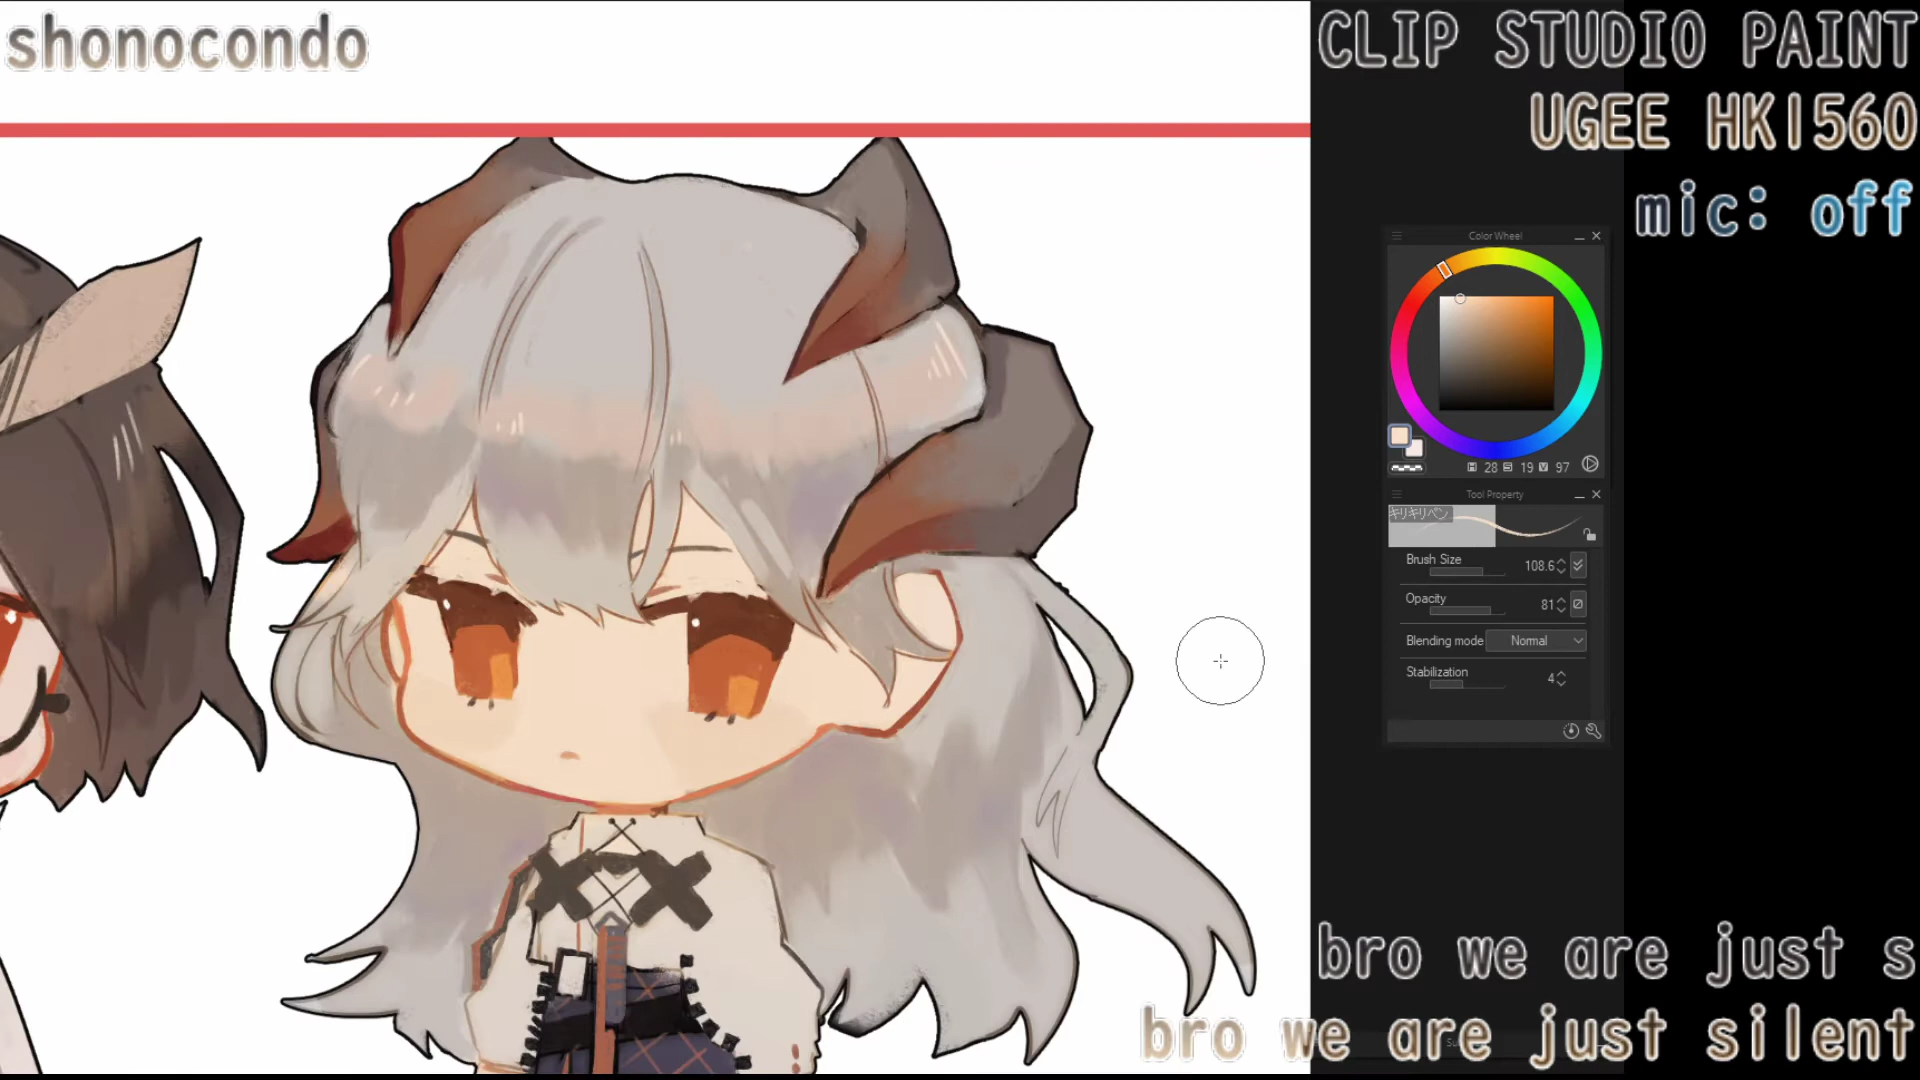 shonocondo
CLIP STUDIO PAINT
UGEE HK1560
mic: off
Color Wheel
H 28 S 19 V 97
Tool Property
キリキリペン
Brush Size 108.6
Opacity 81
Blending mode Normal
Stabilization 4
bro we are just s
bro we are just silent